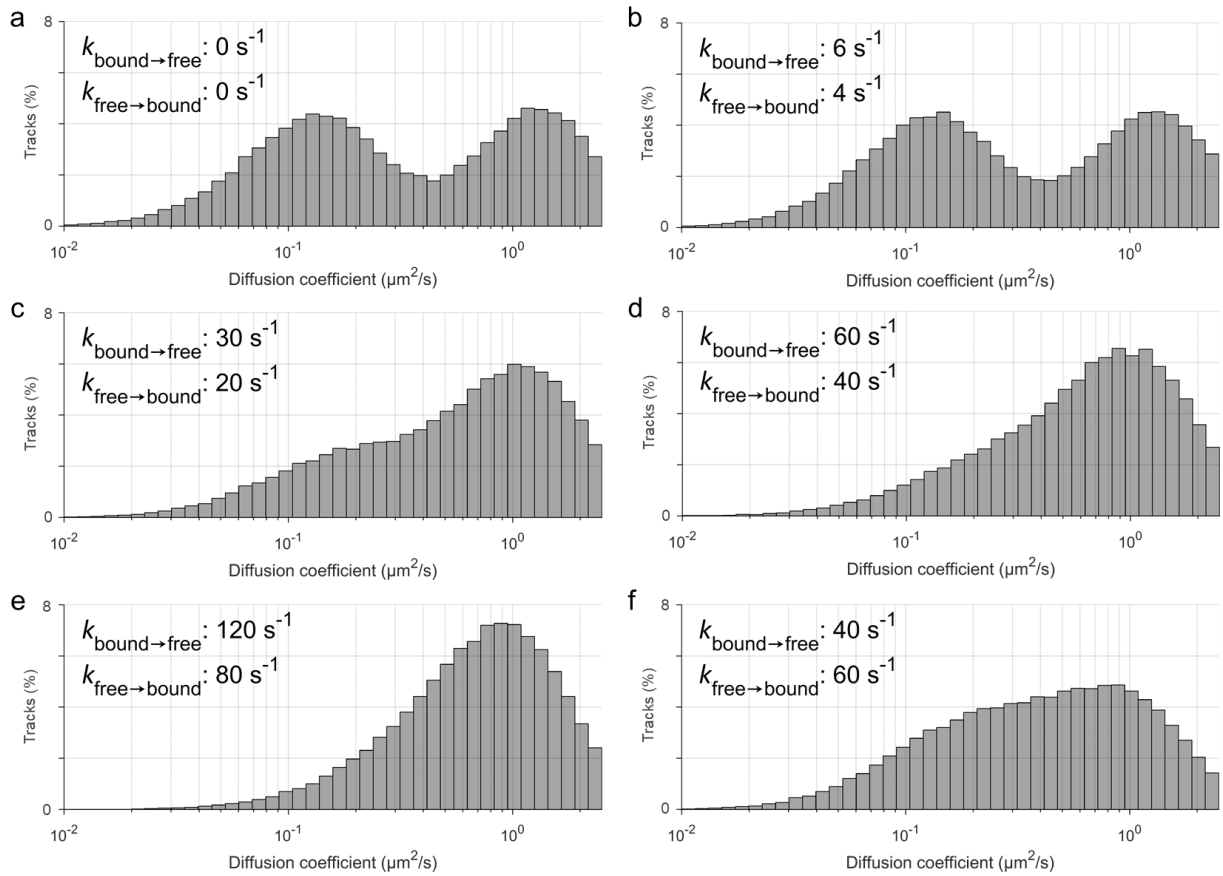 a
8
k bound→free: 0 s⁻¹
k free→bound: 0 s⁻¹
Tracks (%)
0
10⁻² 10⁻¹ 10⁰
Diffusion coefficient (µm²/s)
b
8
k bound→free: 6 s⁻¹
k free→bound: 4 s⁻¹
Tracks (%)
0
10⁻² 10⁻¹ 10⁰
Diffusion coefficient (µm²/s)
c
8
k bound→free: 30 s⁻¹
k free→bound: 20 s⁻¹
Tracks (%)
0
10⁻² 10⁻¹ 10⁰
Diffusion coefficient (µm²/s)
d
8
k bound→free: 60 s⁻¹
k free→bound: 40 s⁻¹
Tracks (%)
0
10⁻² 10⁻¹ 10⁰
Diffusion coefficient (µm²/s)
e
8
k bound→free: 120 s⁻¹
k free→bound: 80 s⁻¹
Tracks (%)
0
10⁻² 10⁻¹ 10⁰
Diffusion coefficient (µm²/s)
f
8
k bound→free: 40 s⁻¹
k free→bound: 60 s⁻¹
Tracks (%)
0
10⁻² 10⁻¹ 10⁰
Diffusion coefficient (µm²/s)